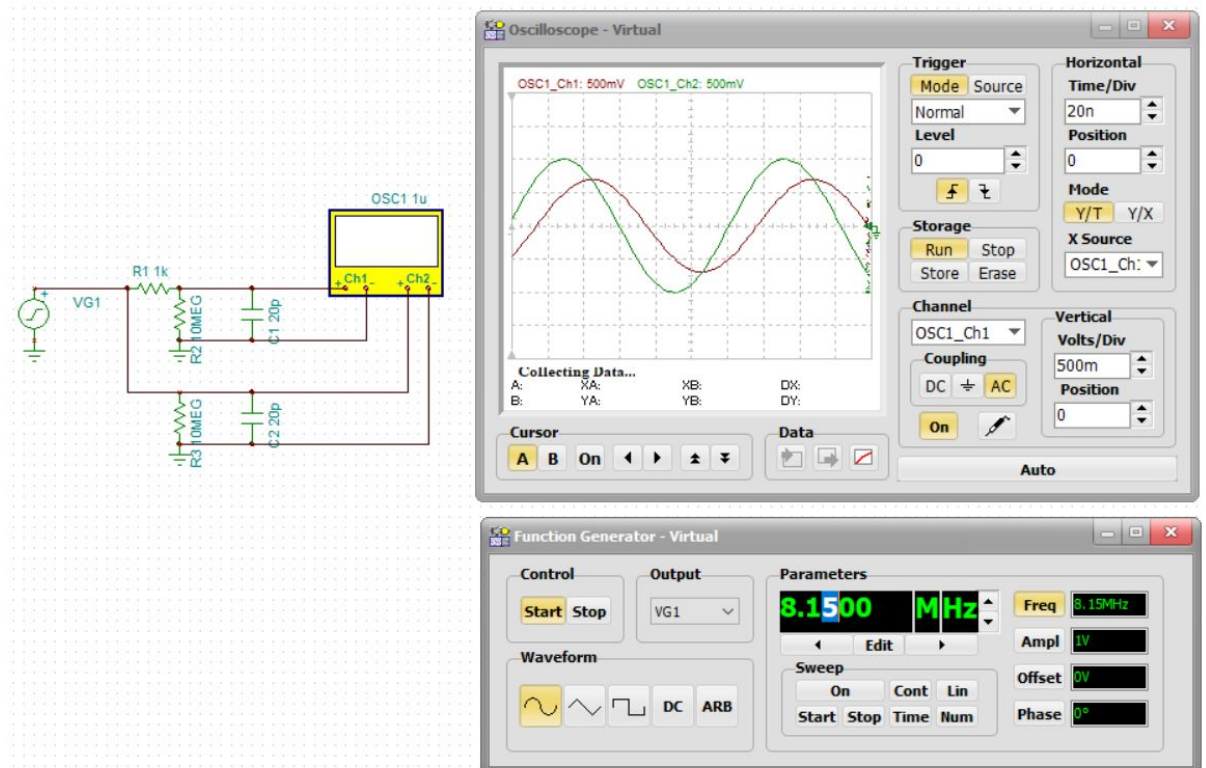 OSC1 1u
R1 1k
Ch1
Ch2
+ - + -
VG1
+
R2 10MEG
C1 20p
R3 10MEG
C2 20p
Oscilloscope - Virtual
OSC1_Ch1: 500mV OSC1_Ch2: 500mV
Collecting Data...
A: XA: XB: DX:
B: YA: YB: DY:
Cursor
A B On
Data
Trigger
Mode Source
Normal
Level
0
Storage
Run Stop
Store Erase
Channel
OSC1_Ch1
Coupling
DC AC
On
Horizontal
Time/Div
20n
Position
0
Mode
Y/T Y/X
X Source
OSC1_Ch:
Vertical
Volts/Div
500m
Position
0
Auto
Function Generator - Virtual
Control
Start Stop
Output
VG1
Waveform
DC ARB
Parameters
8.1500 M Hz
Edit
Sweep
On Cont Lin
Start Stop Time Num
Freq 8.15MHz
Ampl 1V
Offset 0V
Phase 0°